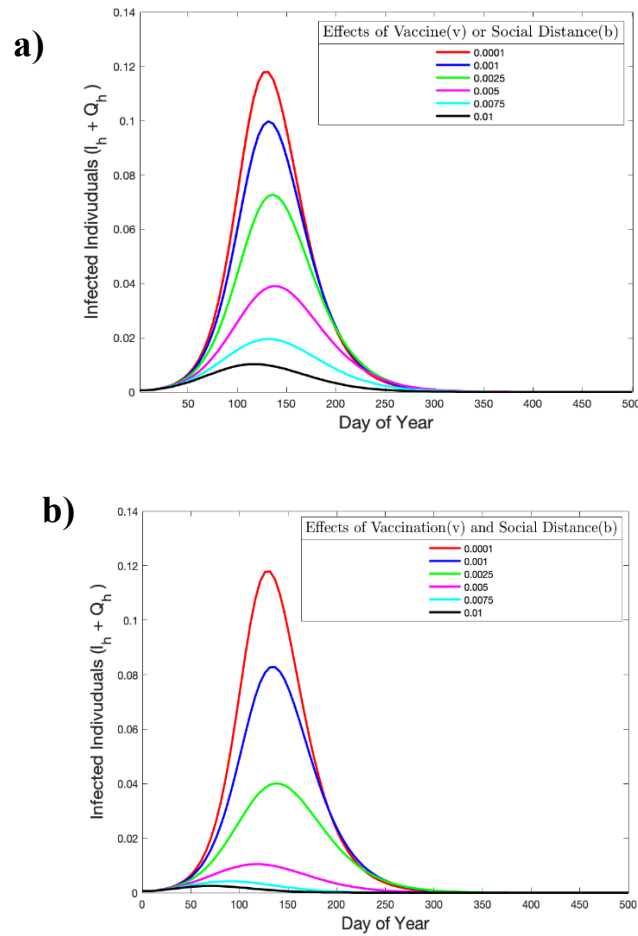 a)
0.14
0.12
0.1
0.08
0.06
0.04
0.02
0
Infected Indivuduals (I_h + Q_h )
Effects of Vaccine(v) or Social Distance(b)
0.0001
0.001
0.0025
0.005
0.0075
0.01
50 100 150 200 250 300 350 400 450 500
Day of Year
b)
0.14
0.12
0.1
0.08
0.06
0.04
0.02
0
Infected Indivuduals (I_h + Q_h )
Effects of Vaccination(v) and Social Distance(b)
0.0001
0.001
0.0025
0.005
0.0075
0.01
0 50 100 150 200 250 300 350 400 450 500
Day of Year